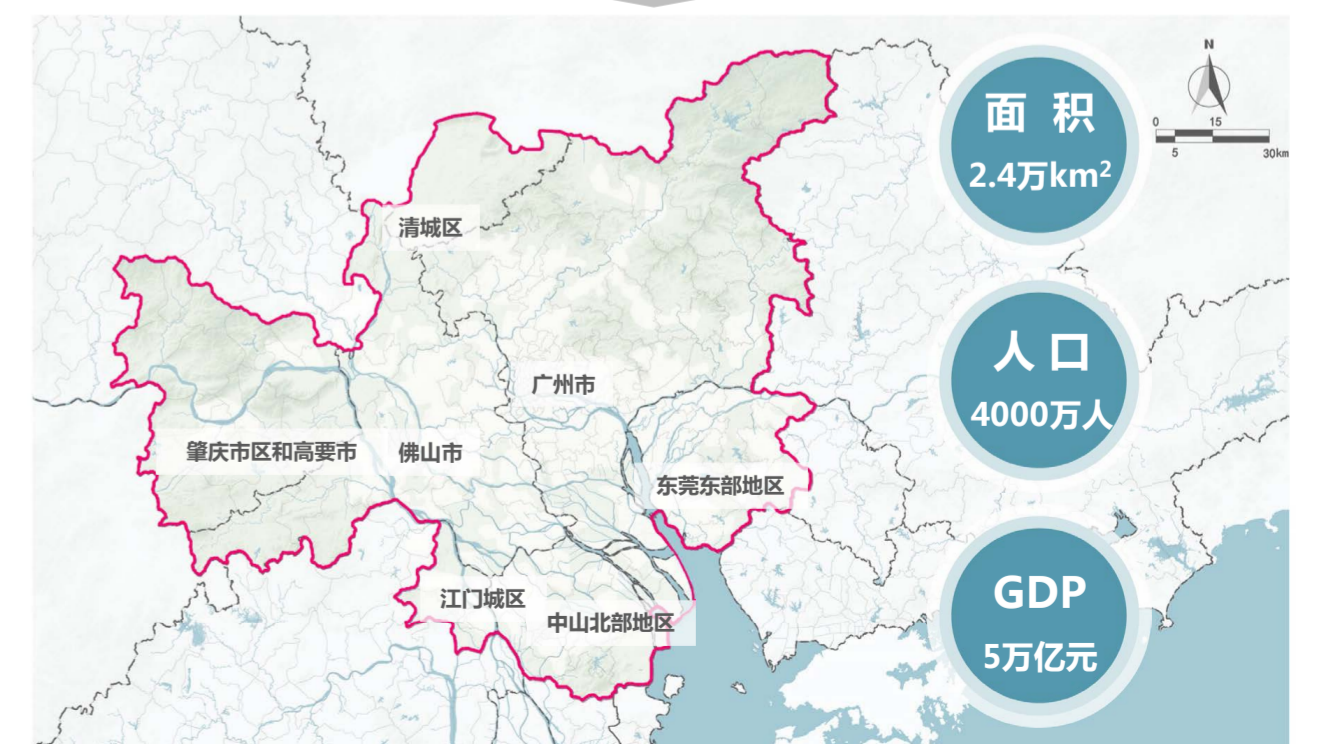 面 积
2.4万km²
N
0 15
5 30km
清城区
人口
4000万人
广州市
肇庆市区和高要市
佛山市
东莞东部地区
GDP
5万亿元
江门城区
中山北部地区